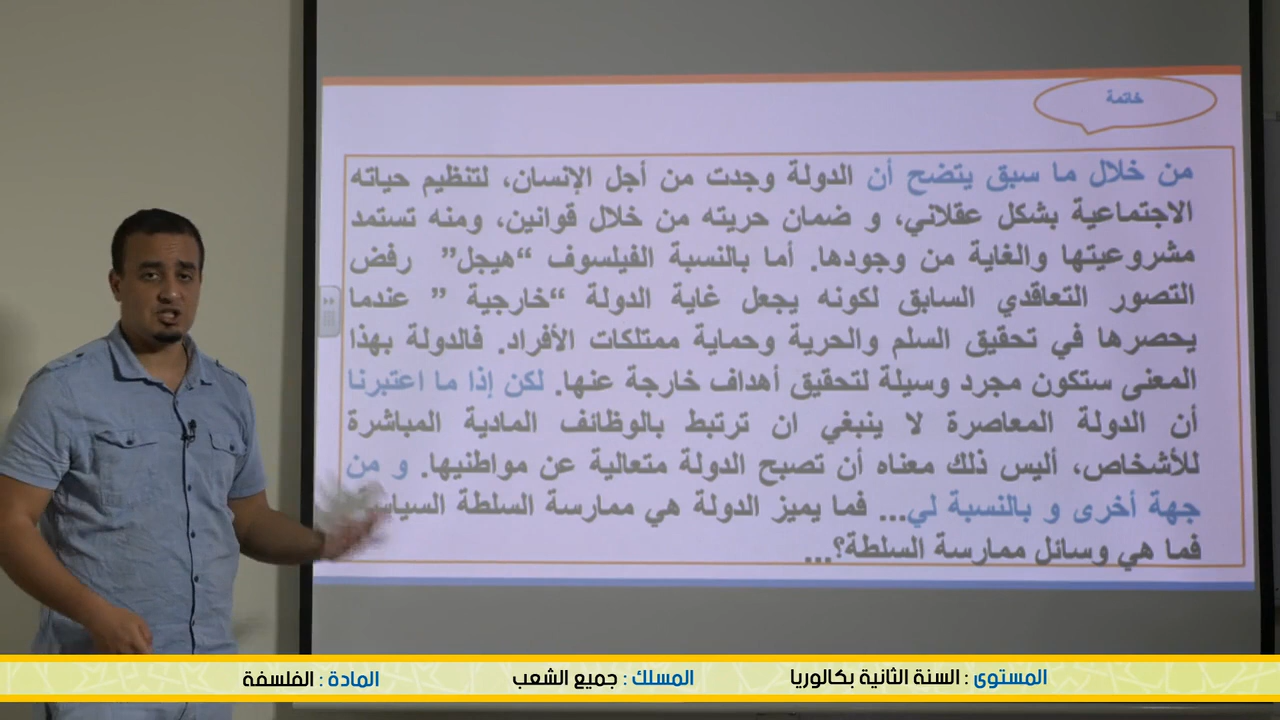 خاتمة
من خلال ما سبق يتضح أن الدولة وجدت من أجل الإنسان، لتنظيم حياته
الاجتماعية بشكل عقلاني، و ضمان حريته من خلال قوانين، ومنه تستمد
مشروعيتها والغاية من وجودها. أما بالنسبة الفيلسوف “هيجل” رفض
التصور التعاقدي السابق لكونه يجعل غاية الدولة “خارجية ” عندما
يحصرها في تحقيق السلم والحرية وحماية ممتلكات الأفراد. فالدولة بهذا
المعنى ستكون مجرد وسيلة لتحقيق أهداف خارجة عنها. لكن إذا ما اعتبرنا
أن الدولة المعاصرة لا ينبغي ان ترتبط بالوظائف المادية المباشرة
للأشخاص، أليس ذلك معناه أن تصبح الدولة متعالية عن مواطنيها. و من
جهة أخرى و بالنسبة لي... فما يميز الدولة هي ممارسة السلطة
فما هي وسائل ممارسة السلطة؟...
المستوى : السنة الثانية بكالوريا المسلك : جميع الشعب المادة : الفلسفة